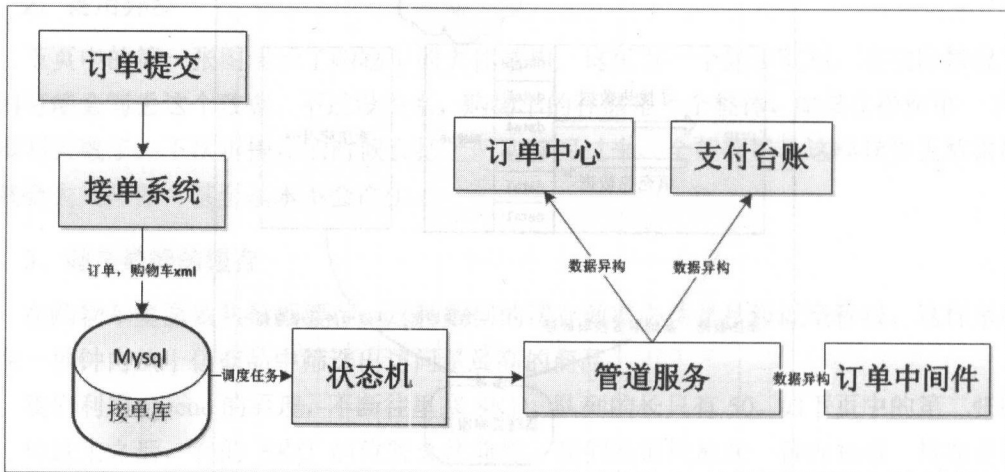 订单提交
接单系统
订单，购物车xml
Mysql
接单库
调度任务
状态机
管道服务
数据异构
订单中间件
数据异构
数据异构
订单中心
支付台账